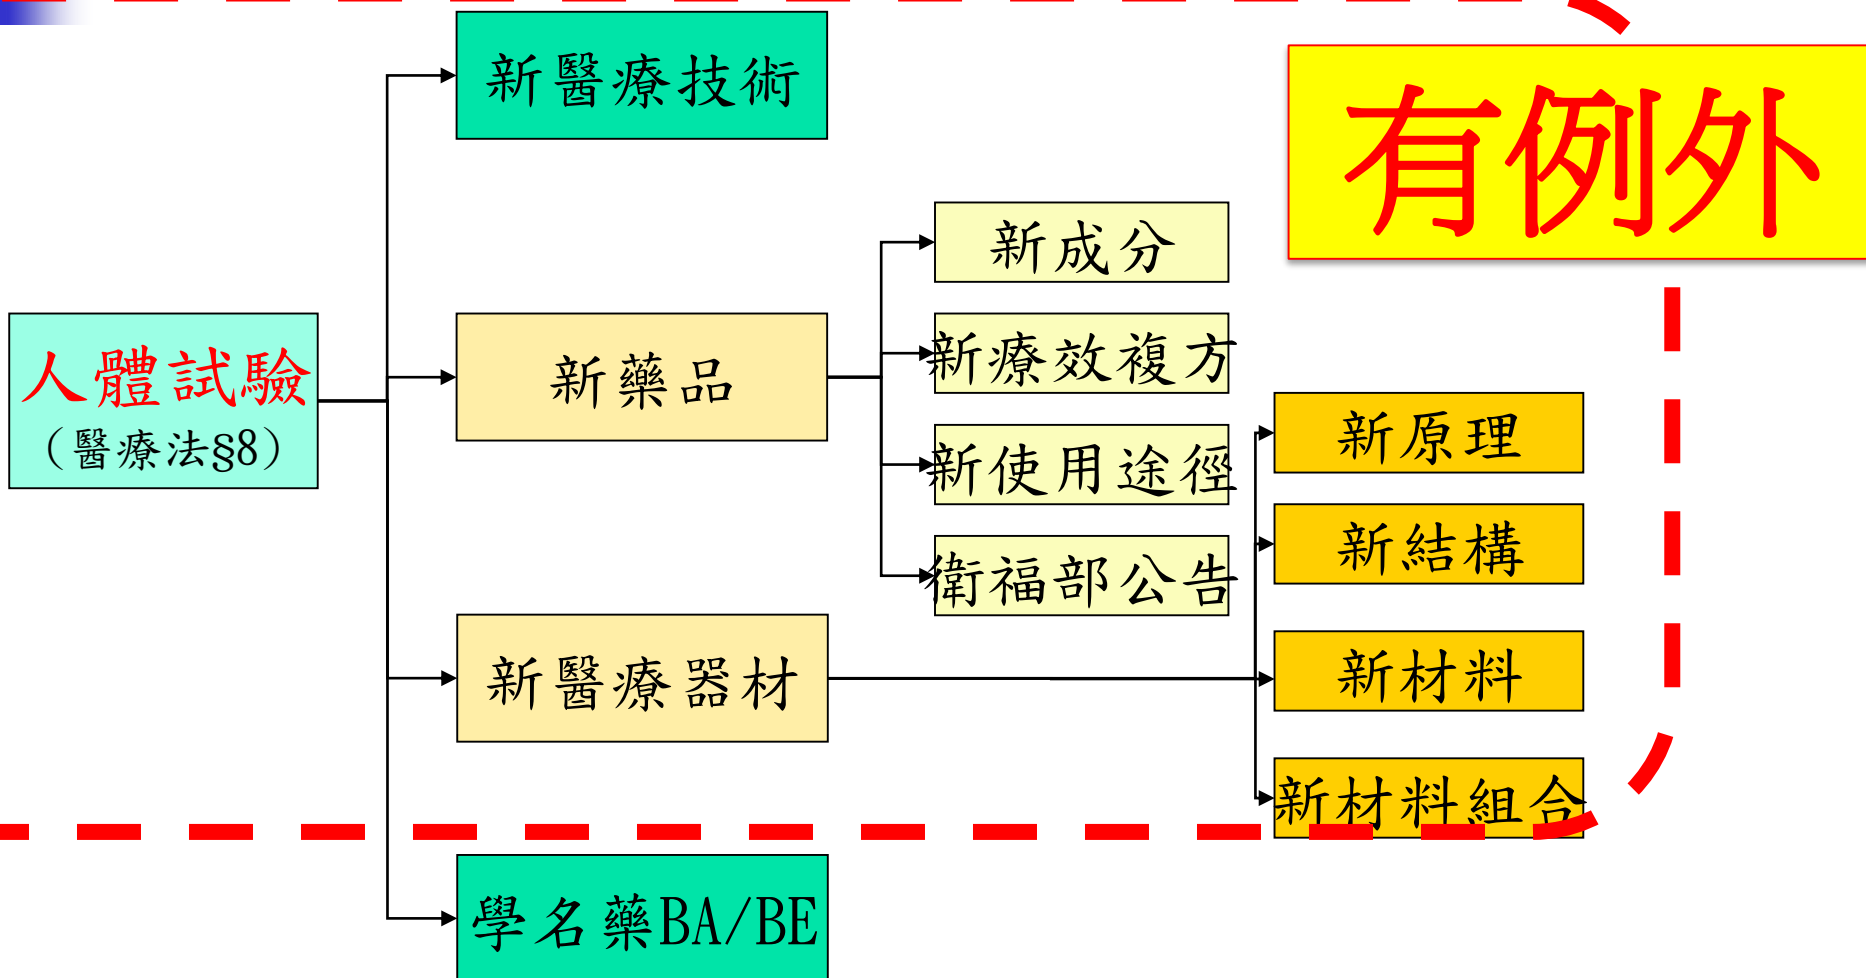 新醫療技術
有例外
新成分
人體試驗
（醫療法§8）
新藥品
新療效複方
新使用途徑
衛福部公告
新原理
新結構
新醫療器材
新材料
新材料組合
學名藥BA/BE